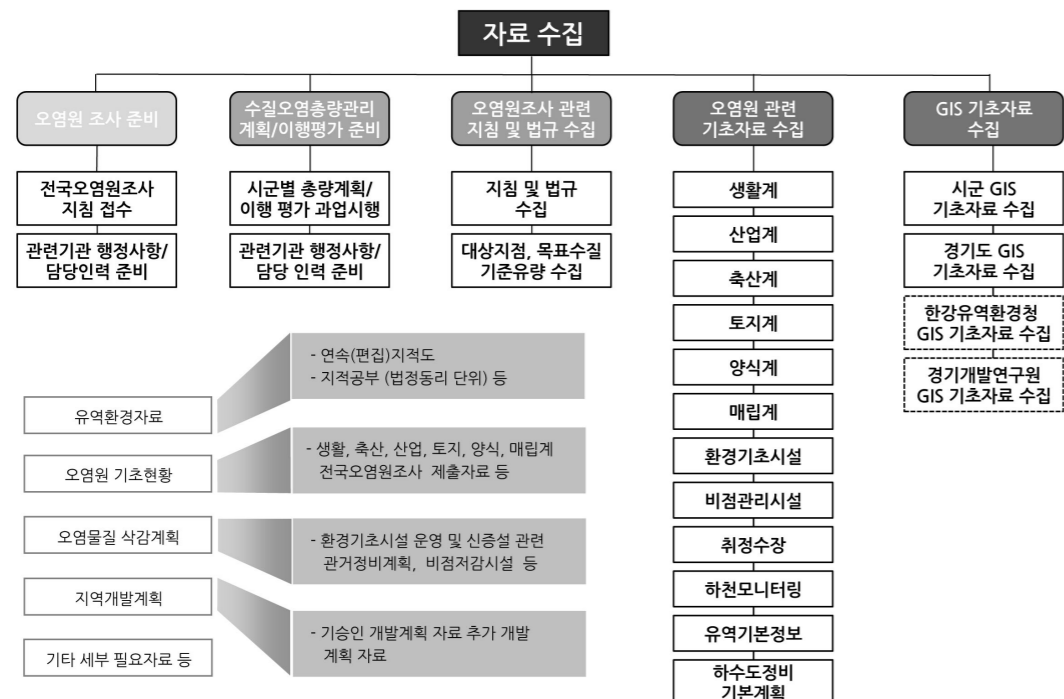 자료 수집
오염원 조사 준비
전국오염원조사
지침 접수
관련기관 행정사항/
담당인력 준비
수질오염총량관리
계획/이행평가 준비
시군별 총량계획/
이행 평가 과업시행
관련기관 행정사항/
담당 인력 준비
오염원조사 관련
지침 및 법규 수집
지침 및 법규
수집
대상지점, 목표수질
기준유량 수집
오염원 관련
기초자료 수집
생활계
산업계
축산계
토지계
양식계
매립계
환경기초시설
비점관리시설
취정수장
하천모니터링
유역기본정보
하수도정비
기본계획
GIS 기초자료
수집
시군 GIS
기초자료 수집
경기도 GIS
기초자료 수집
한강유역환경청
GIS 기초자료 수집
경기개발연구원
GIS 기초자료 수집
유역환경자료
- 연속(편집)지적도
- 지적공부 (법정동리 단위) 등
오염원 기초현황
- 생활, 축산, 산업, 토지, 양식, 매립계
전국오염원조사 제출자료 등
오염물질 삭감계획
- 환경기초시설 운영 및 신증설 관련
관거정비계획, 비점저감시설 등
지역개발계획
- 기승인 개발계획 자료 추가 개발
계획 자료
기타 세부 필요자료 등